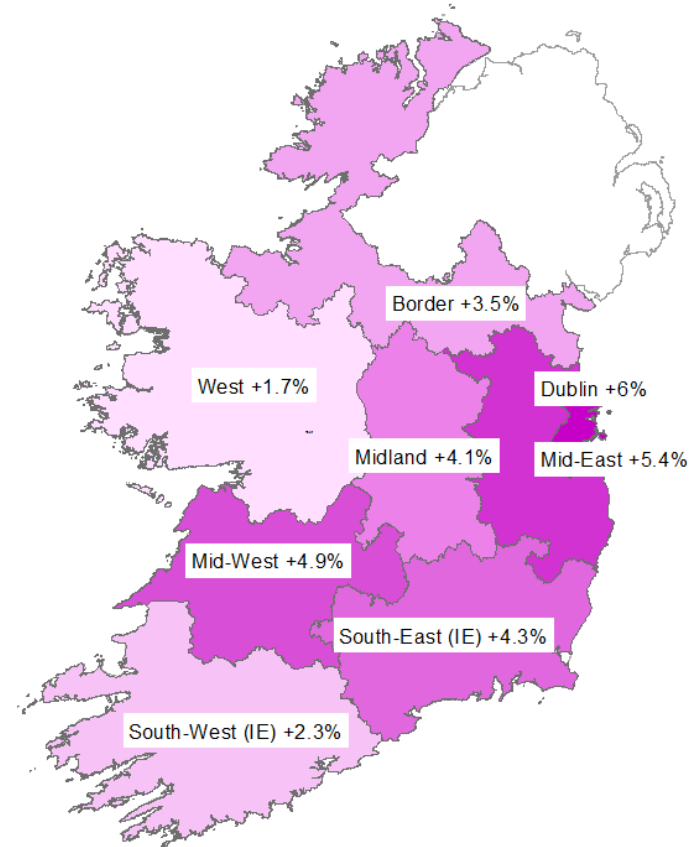 Border +3.5%
West +1.7%
Dublin +6%
Midland +4.1%
Mid-East +5.4%
Mid-West +4.9%
South-East (IE) +4.3%
South-West (IE) +2.3%